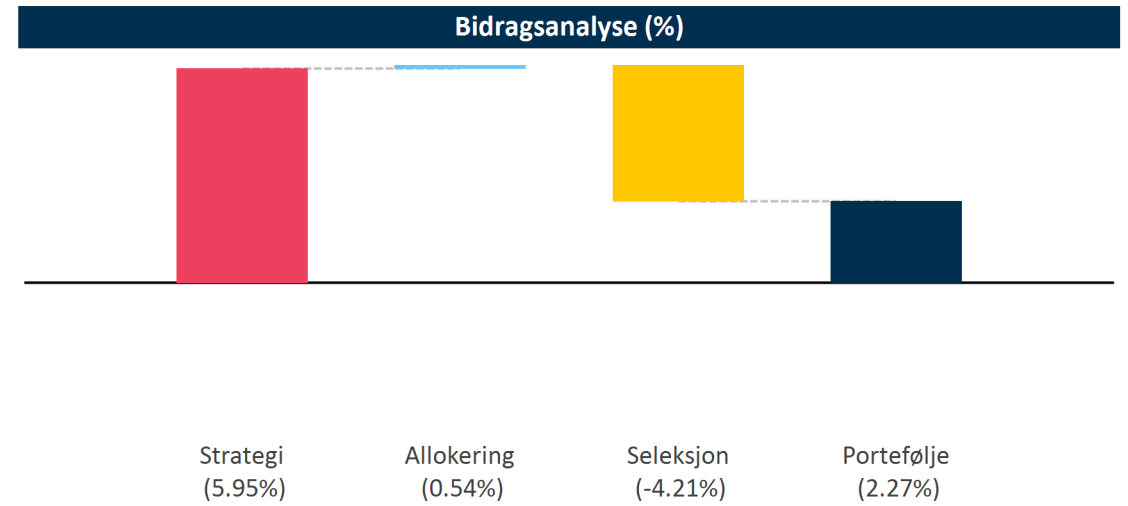 Bidragsanalyse (%)
Strategi
(5.95%)
Allokering
(0.54%)
Seleksjon
(-4.21%)
Portefølje
(2.27%)